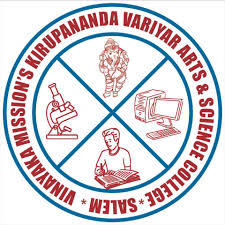 VINAYAKA MISSION'S KIRUPANANDA VARIYAR ARTS & SCIENCE COLLEGE
* SALEM *